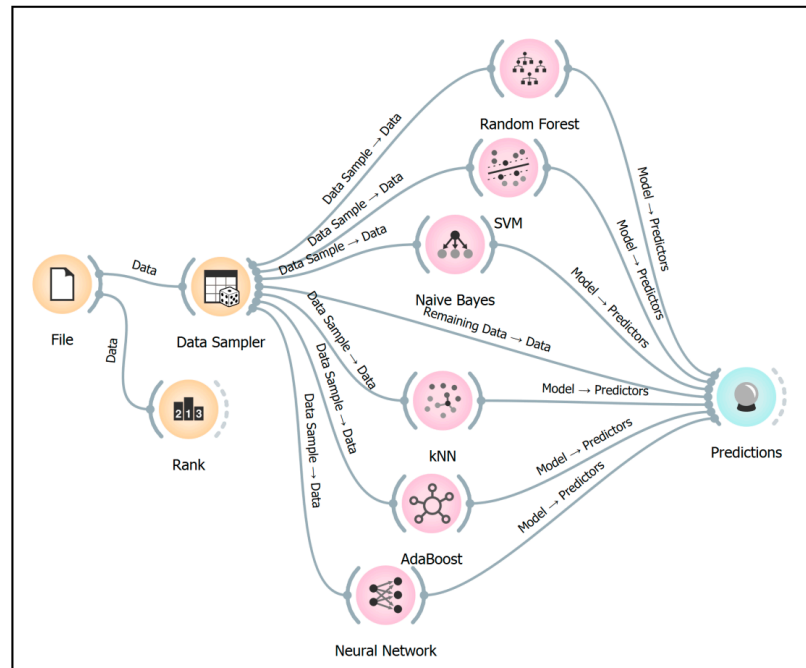 Random Forest
Data Sample → Data
Model → Predictors
SVM
Data Sample → Data
Model → Predictors
Naive Bayes
Data Sample → Data
Model → Predictors
File
Data
Data Sampler
Remaining Data → Data
Data
213
Rank
Data Sample → Data
kNN
Model → Predictors
Predictions
Data Sample → Data
AdaBoost
Model → Predictors
Data Sample → Data
Neural Network
Model → Predictors